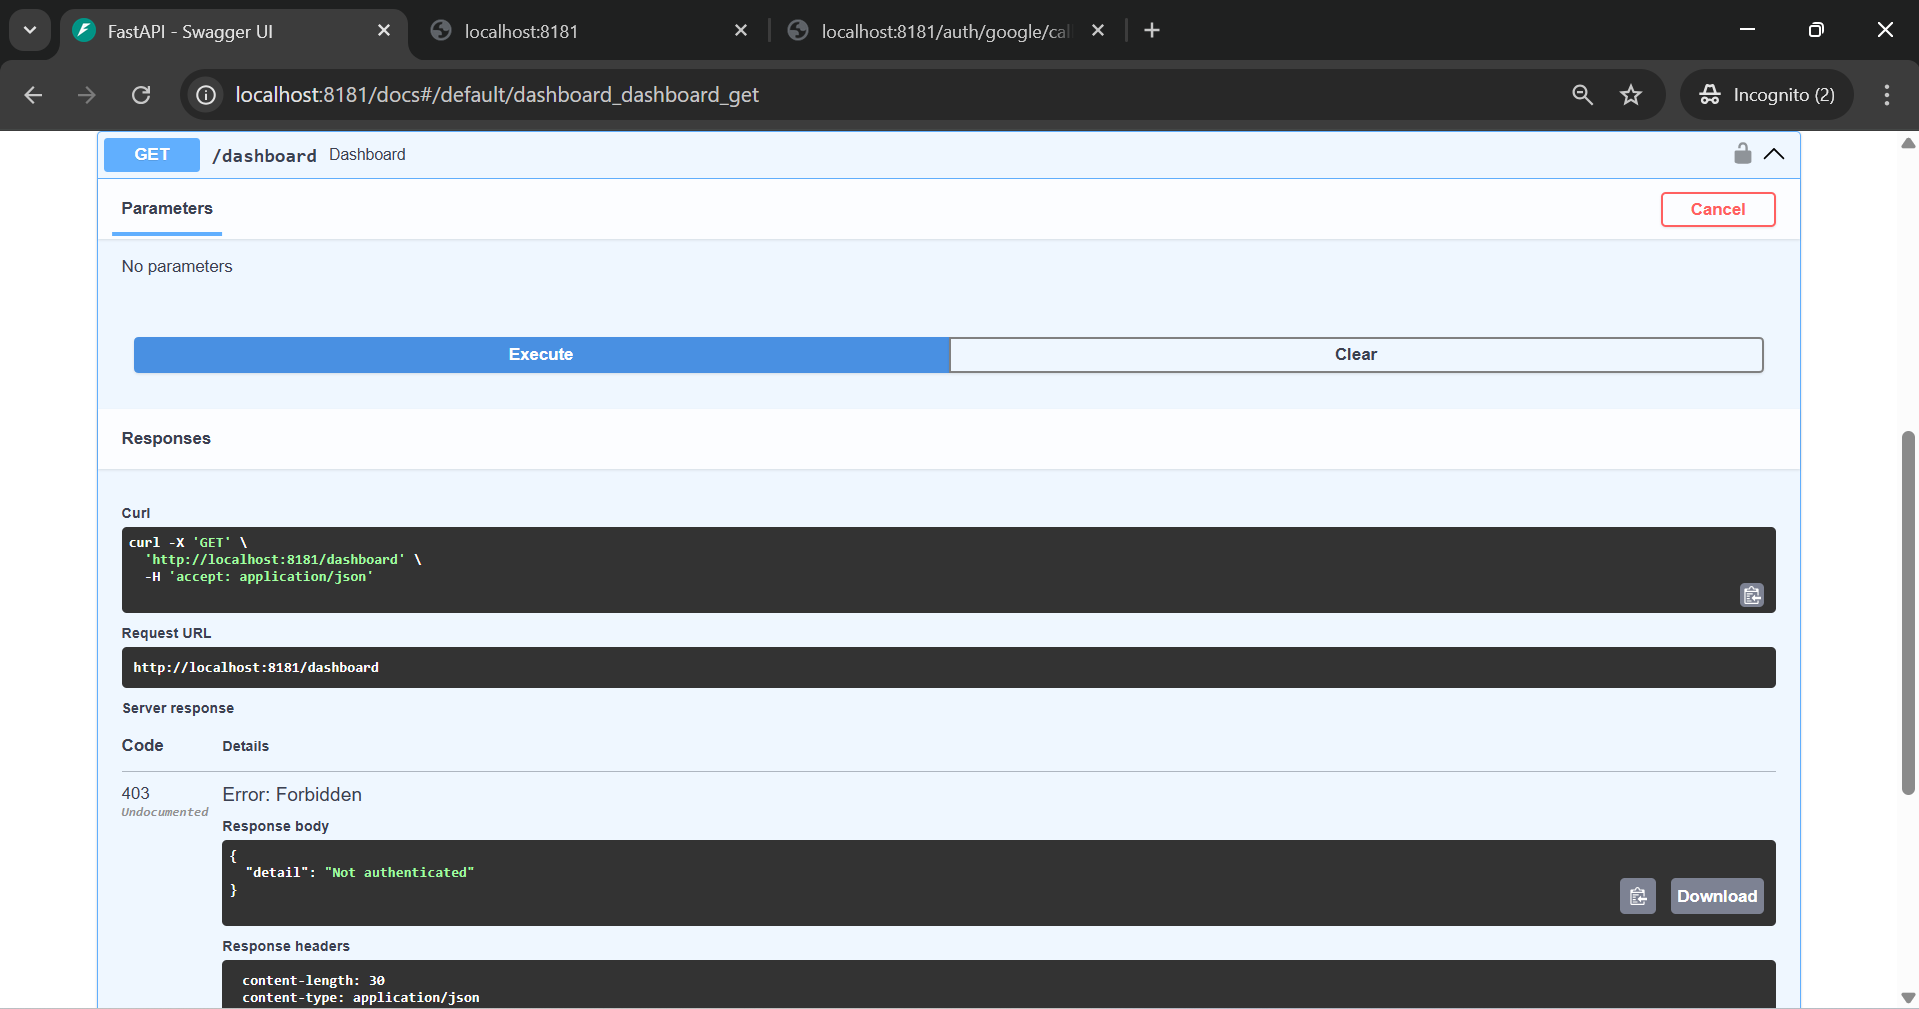 FastAPI - Swagger UI
localhost:8181
localhost:8181/auth/google/cal
localhost:8181/docs#/default/dashboard_dashboard_get
Incognito (2)
GET /dashboard Dashboard
Parameters
Cancel
No parameters
Execute
Clear
Responses
Curl
curl -X 'GET' \
'http://localhost:8181/dashboard' \
-H 'accept: application/json'
Request URL
http://localhost:8181/dashboard
Server response
Code Details
403
Undocumented
Error: Forbidden
Response body
{
"detail": "Not authenticated"
}
Download
Response headers
content-length: 30
content-type: application/json